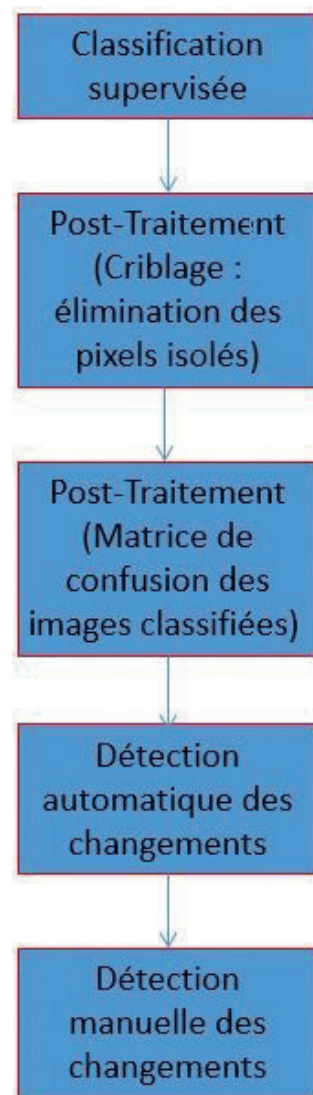 Classification
supervisée
Post-Traitement
(Criblage :
élimination des
pixels isolés)
Post-Traitement
(Matrice de
confusion des
images classifiées)
Détection
automatique des
changements
Détection
manuelle des
changements